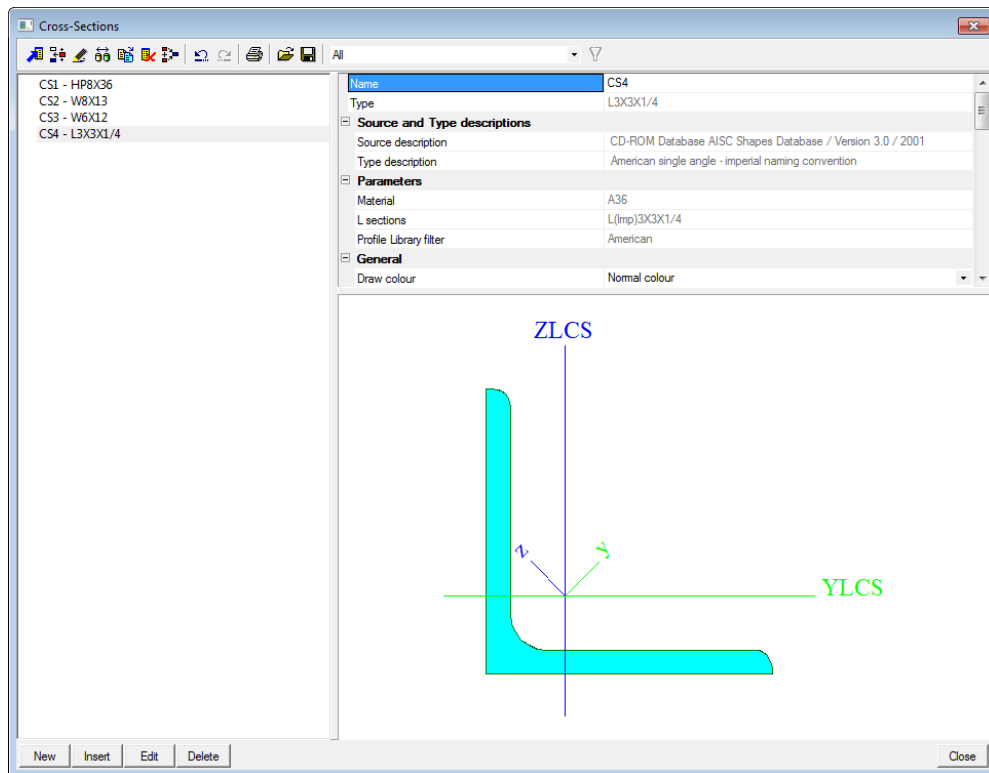 Cross-Sections
All
CS1 - HP8X36
CS2 - W8X13
CS3 - W6X12
CS4 - L3X3X1/4
Name CS4
Type L3X3X1/4
Source and Type descriptions
Source description CD-ROM Database AISC Shapes Database / Version 3.0 / 2001
Type description American single angle - imperial naming convention
Parameters
Material A36
L sections L(Imp)3X3X1/4
Profile Library filter American
General
Draw colour Normal colour
ZLCS
z y
YLCS
New Insert Edit Delete Close